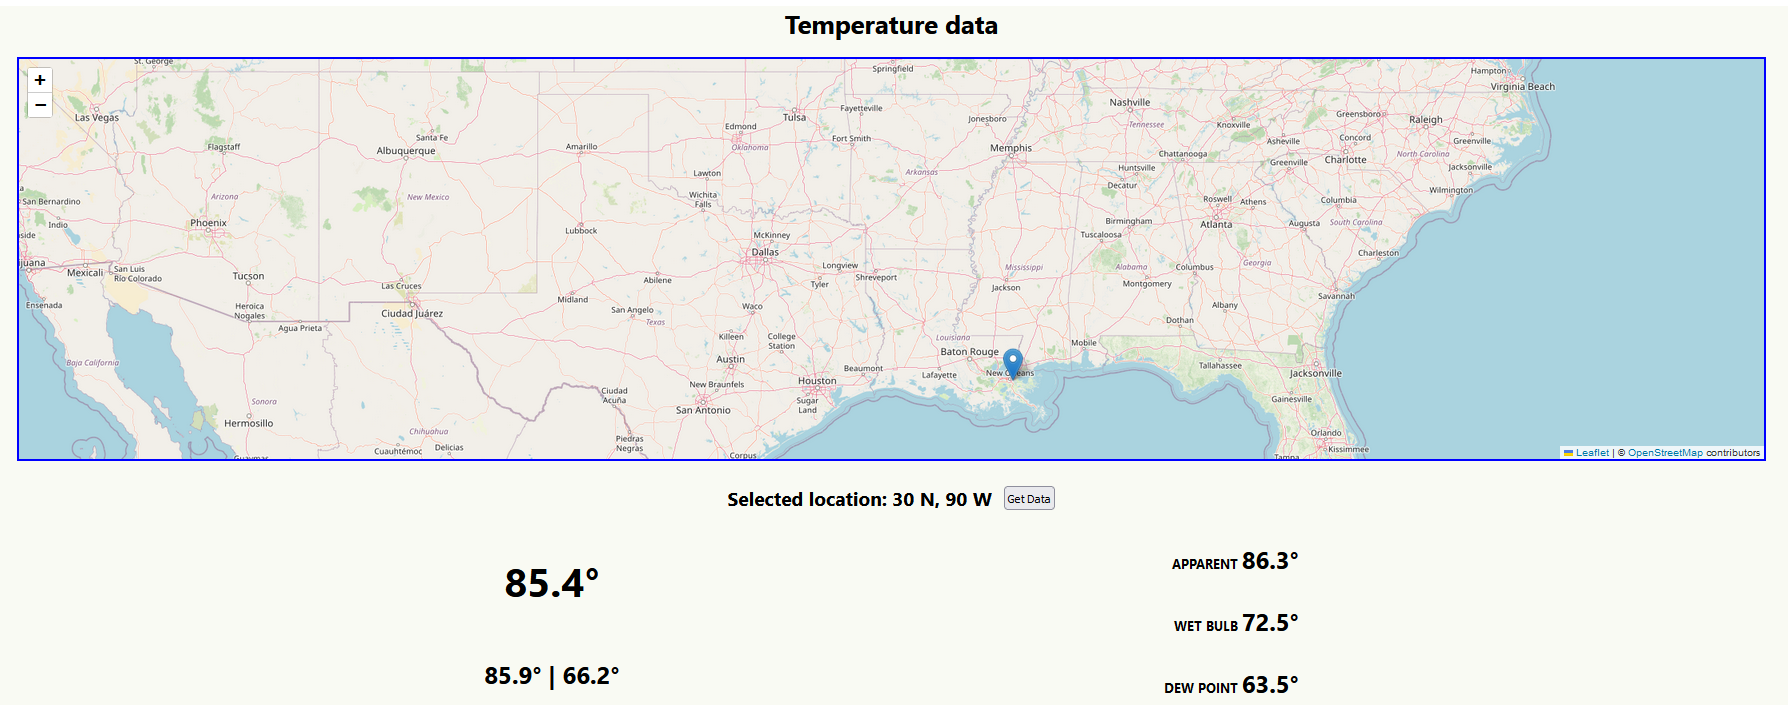 Temperature data
+
−
St. George
Springfield
Hampton
Virginia Beach
Las Vegas
Santa Fe
Edmond
Tulsa
Fayetteville
Jonesboro
Nashville
Tennessee
Knoxville
Greensboro
Raleigh
Flagstaff
Albuquerque
Amarillo
Oklahoma
Fort Smith
Memphis
Chattanooga
Asheville
Concord
Greenville
Charlotte
North Carolina
Greenville
Jacksonville
a
San Bernardino
Arizona
New Mexico
Lawton
Wichita
Falls
Arkansas
Huntsville
Decatur
Roswell
Athens
Columbia
Wilmington
Indio
side
Phoenix
Lubbock
McKinney
Dallas
Birmingham
Tuscaloosa
Atlanta
Augusta
South Carolina
juana
Mexicali
San Luis
Río Colorado
Tucson
Las Cruces
Abilene
Longview
Tyler
Shreveport
Mississippi
Jackson
Alabama
Montgomery
Columbus
Georgia
Charleston
Ensenada
Heroica
Nogales
Agua Prieta
Ciudad Juárez
Midland
San Angelo
Texas
Waco
Albany
Dothan
Savannah
Baja California
Killeen
College
Station
Austin
Louisiana
Baton Rouge
Mobile
Tallahassee
Jacksonville
New Braunfels
Houston
Sugar
Land
Beaumont
Lafayette
New Orleans
Gainesville
Sonora
Hermosillo
Ciudad
Acuña
San Antonio
Chihuahua
Cuauhtémoc
Delicias
Piedras
Negras
Orlando
Kissimmee
Guaymas
Corpus
Tampa
Leaflet | © OpenStreetMap contributors
Selected location: 30 N, 90 W Get Data
85.4°
85.9° | 66.2°
APPARENT 86.3°
WET BULB 72.5°
DEW POINT 63.5°